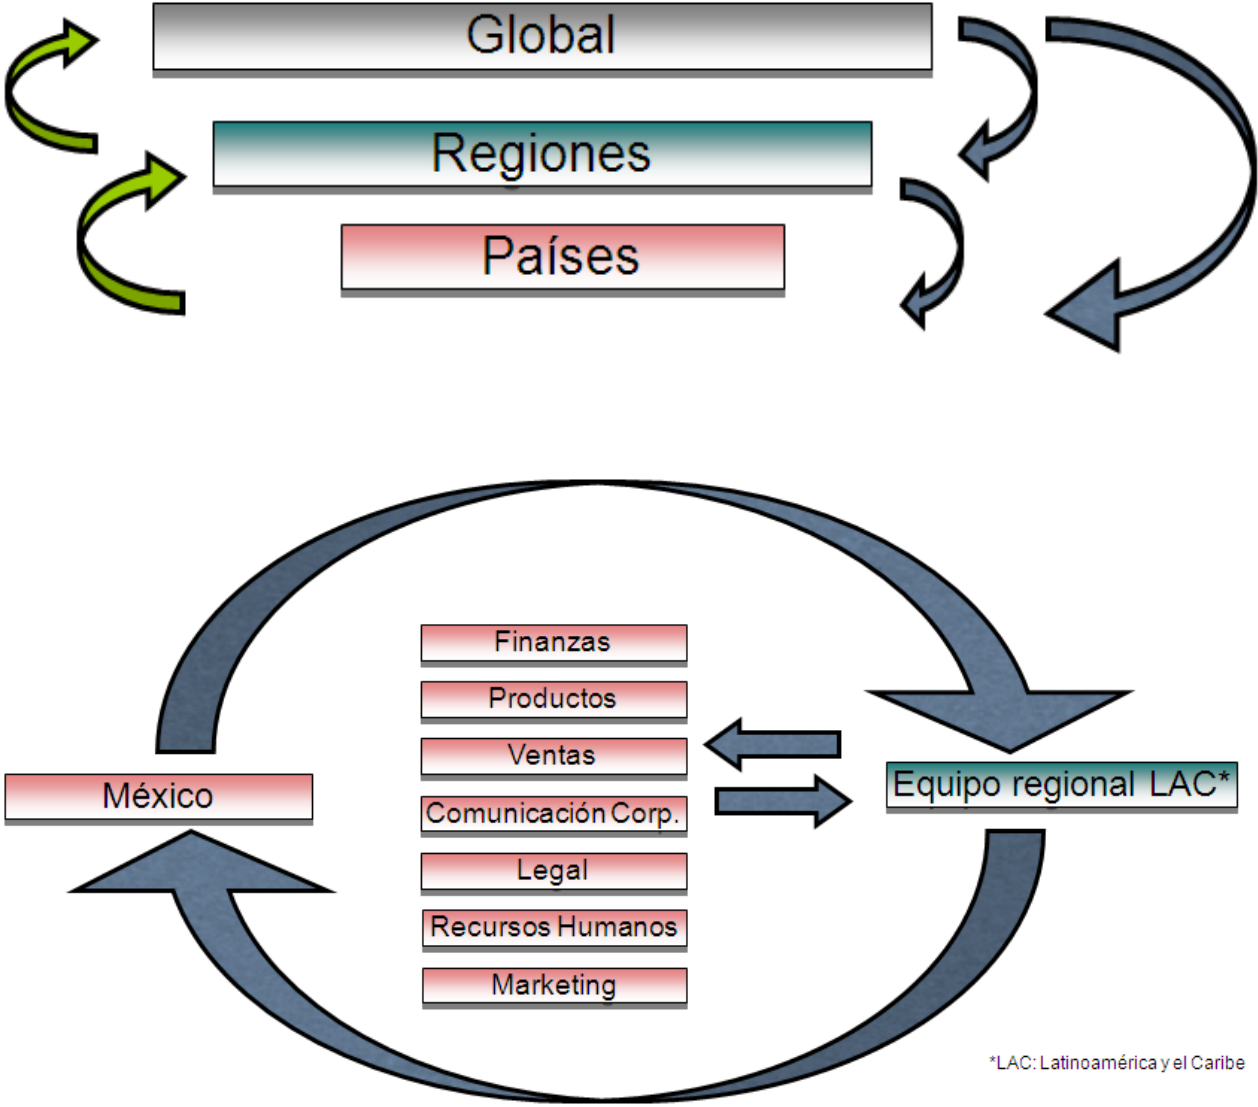 Global
Regiones
Países
Finanzas
Productos
Ventas
México
Equipo regional LAC*
Comunicación Corp.
Legal
Recursos Humanos
Marketing
*LAC: Latinoamérica y el Caribe